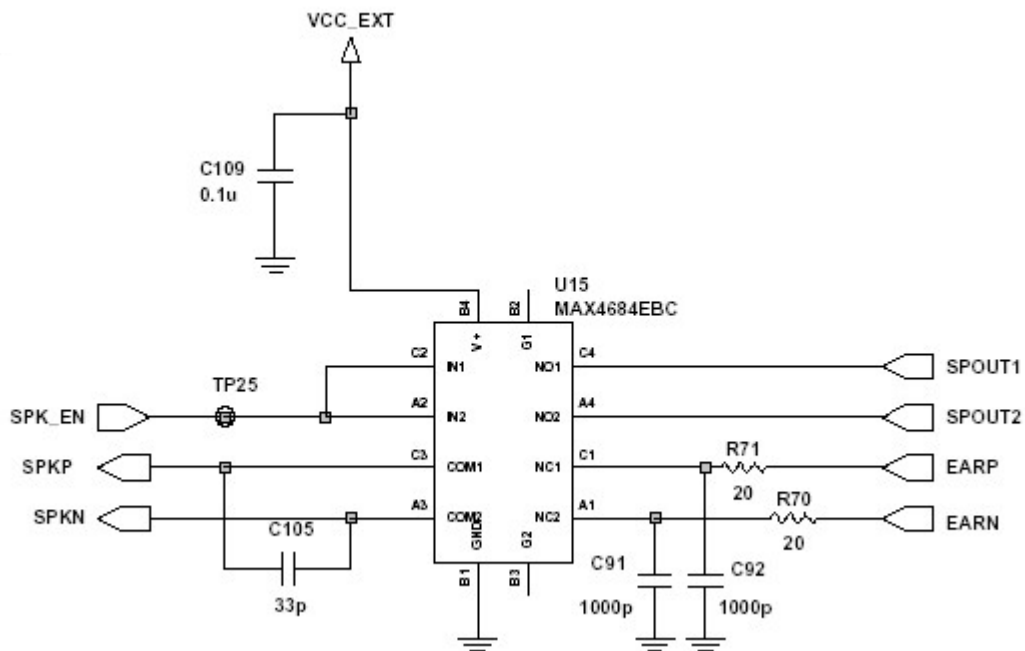 VCC_EXT
C109
0.1u
U15
MAX4684EBC
B4
B2
V+
G1
C2
IN1
NO1
C4
SPOUT1
TP25
SPK_EN
A2
IN2
NO2
A4
SPOUT2
R71
SPKP
C3
COM1
NC1
C1
20
EARP
R70
SPKN
A3
COM2
NC2
A1
20
EARN
C105
33p
GND
G2
B1
B3
C91
1000p
C92
1000p